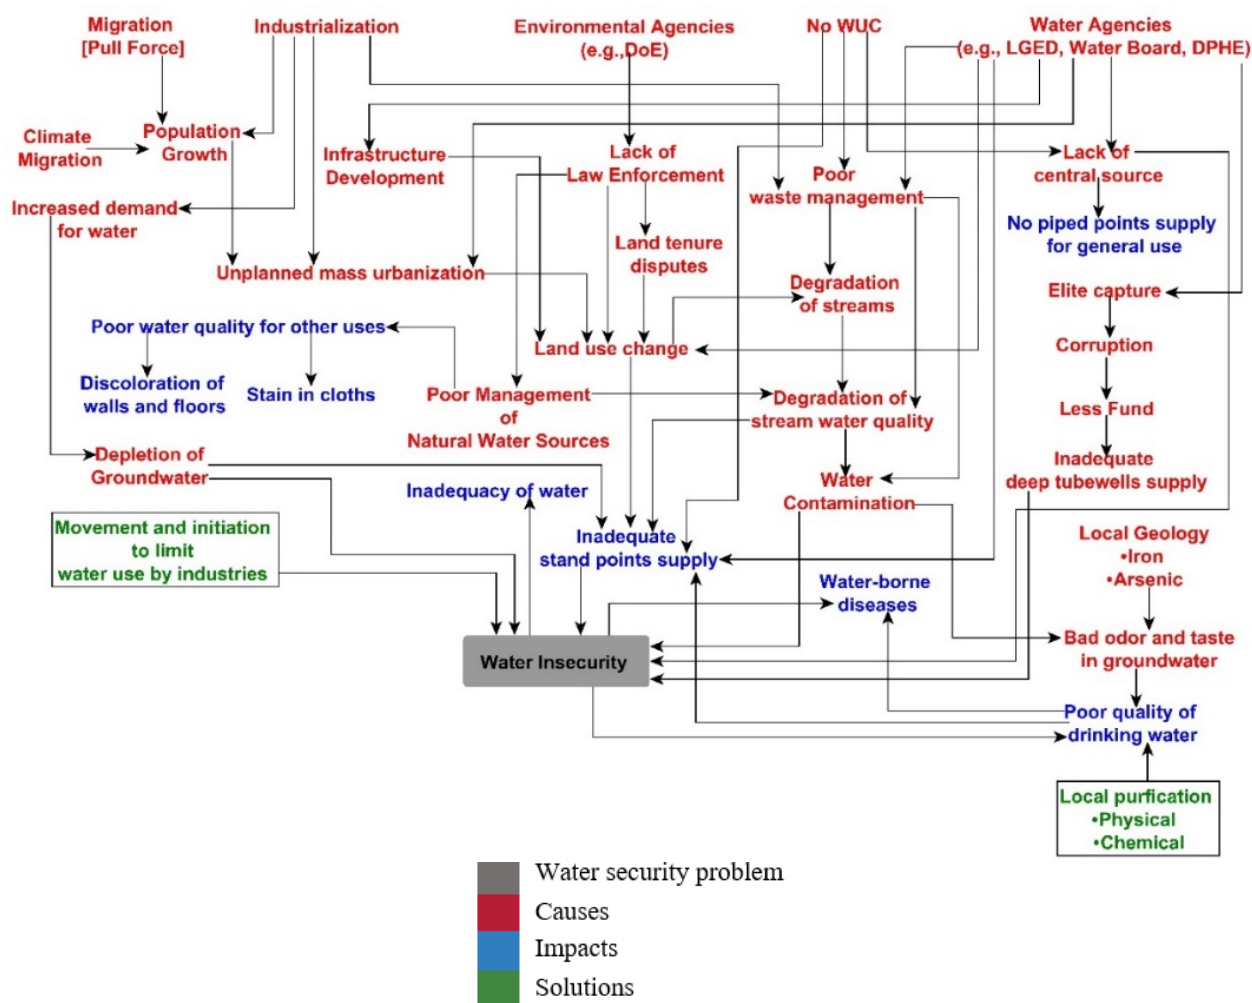 Migration
[Pull Force]
Industrialization
Environmental Agencies
(e.g.,DoE)
No WUC
Water Agencies
(e.g., LGED, Water Board, DPHE)
Climate
Migration
Population
Growth
Infrastructure
Development
Lack of
Law Enforcement
Poor
waste management
Lack of
central source
Increased demand
for water
No piped points supply
for general use
Land tenure
disputes
Unplanned mass urbanization
Degradation
of streams
Elite capture
Poor water quality for other uses
Land use change
Corruption
Discoloration of
walls and floors
Stain in cloths
Poor Management
of
Natural Water Sources
Degradation of
stream water quality
Less Fund
Depletion of
Groundwater
Inadequate
deep tubewells supply
Inadequacy of water
Water
Contamination
Movement and initiation
to limit
water use by industries
Inadequate
stand points supply
Local Geology
•Iron
•Arsenic
Water-borne
diseases
Water Insecurity
Bad odor and taste
in groundwater
Poor quality of
drinking water
Local purfication
•Physical
•Chemical
Water security problem
Causes
Impacts
Solutions